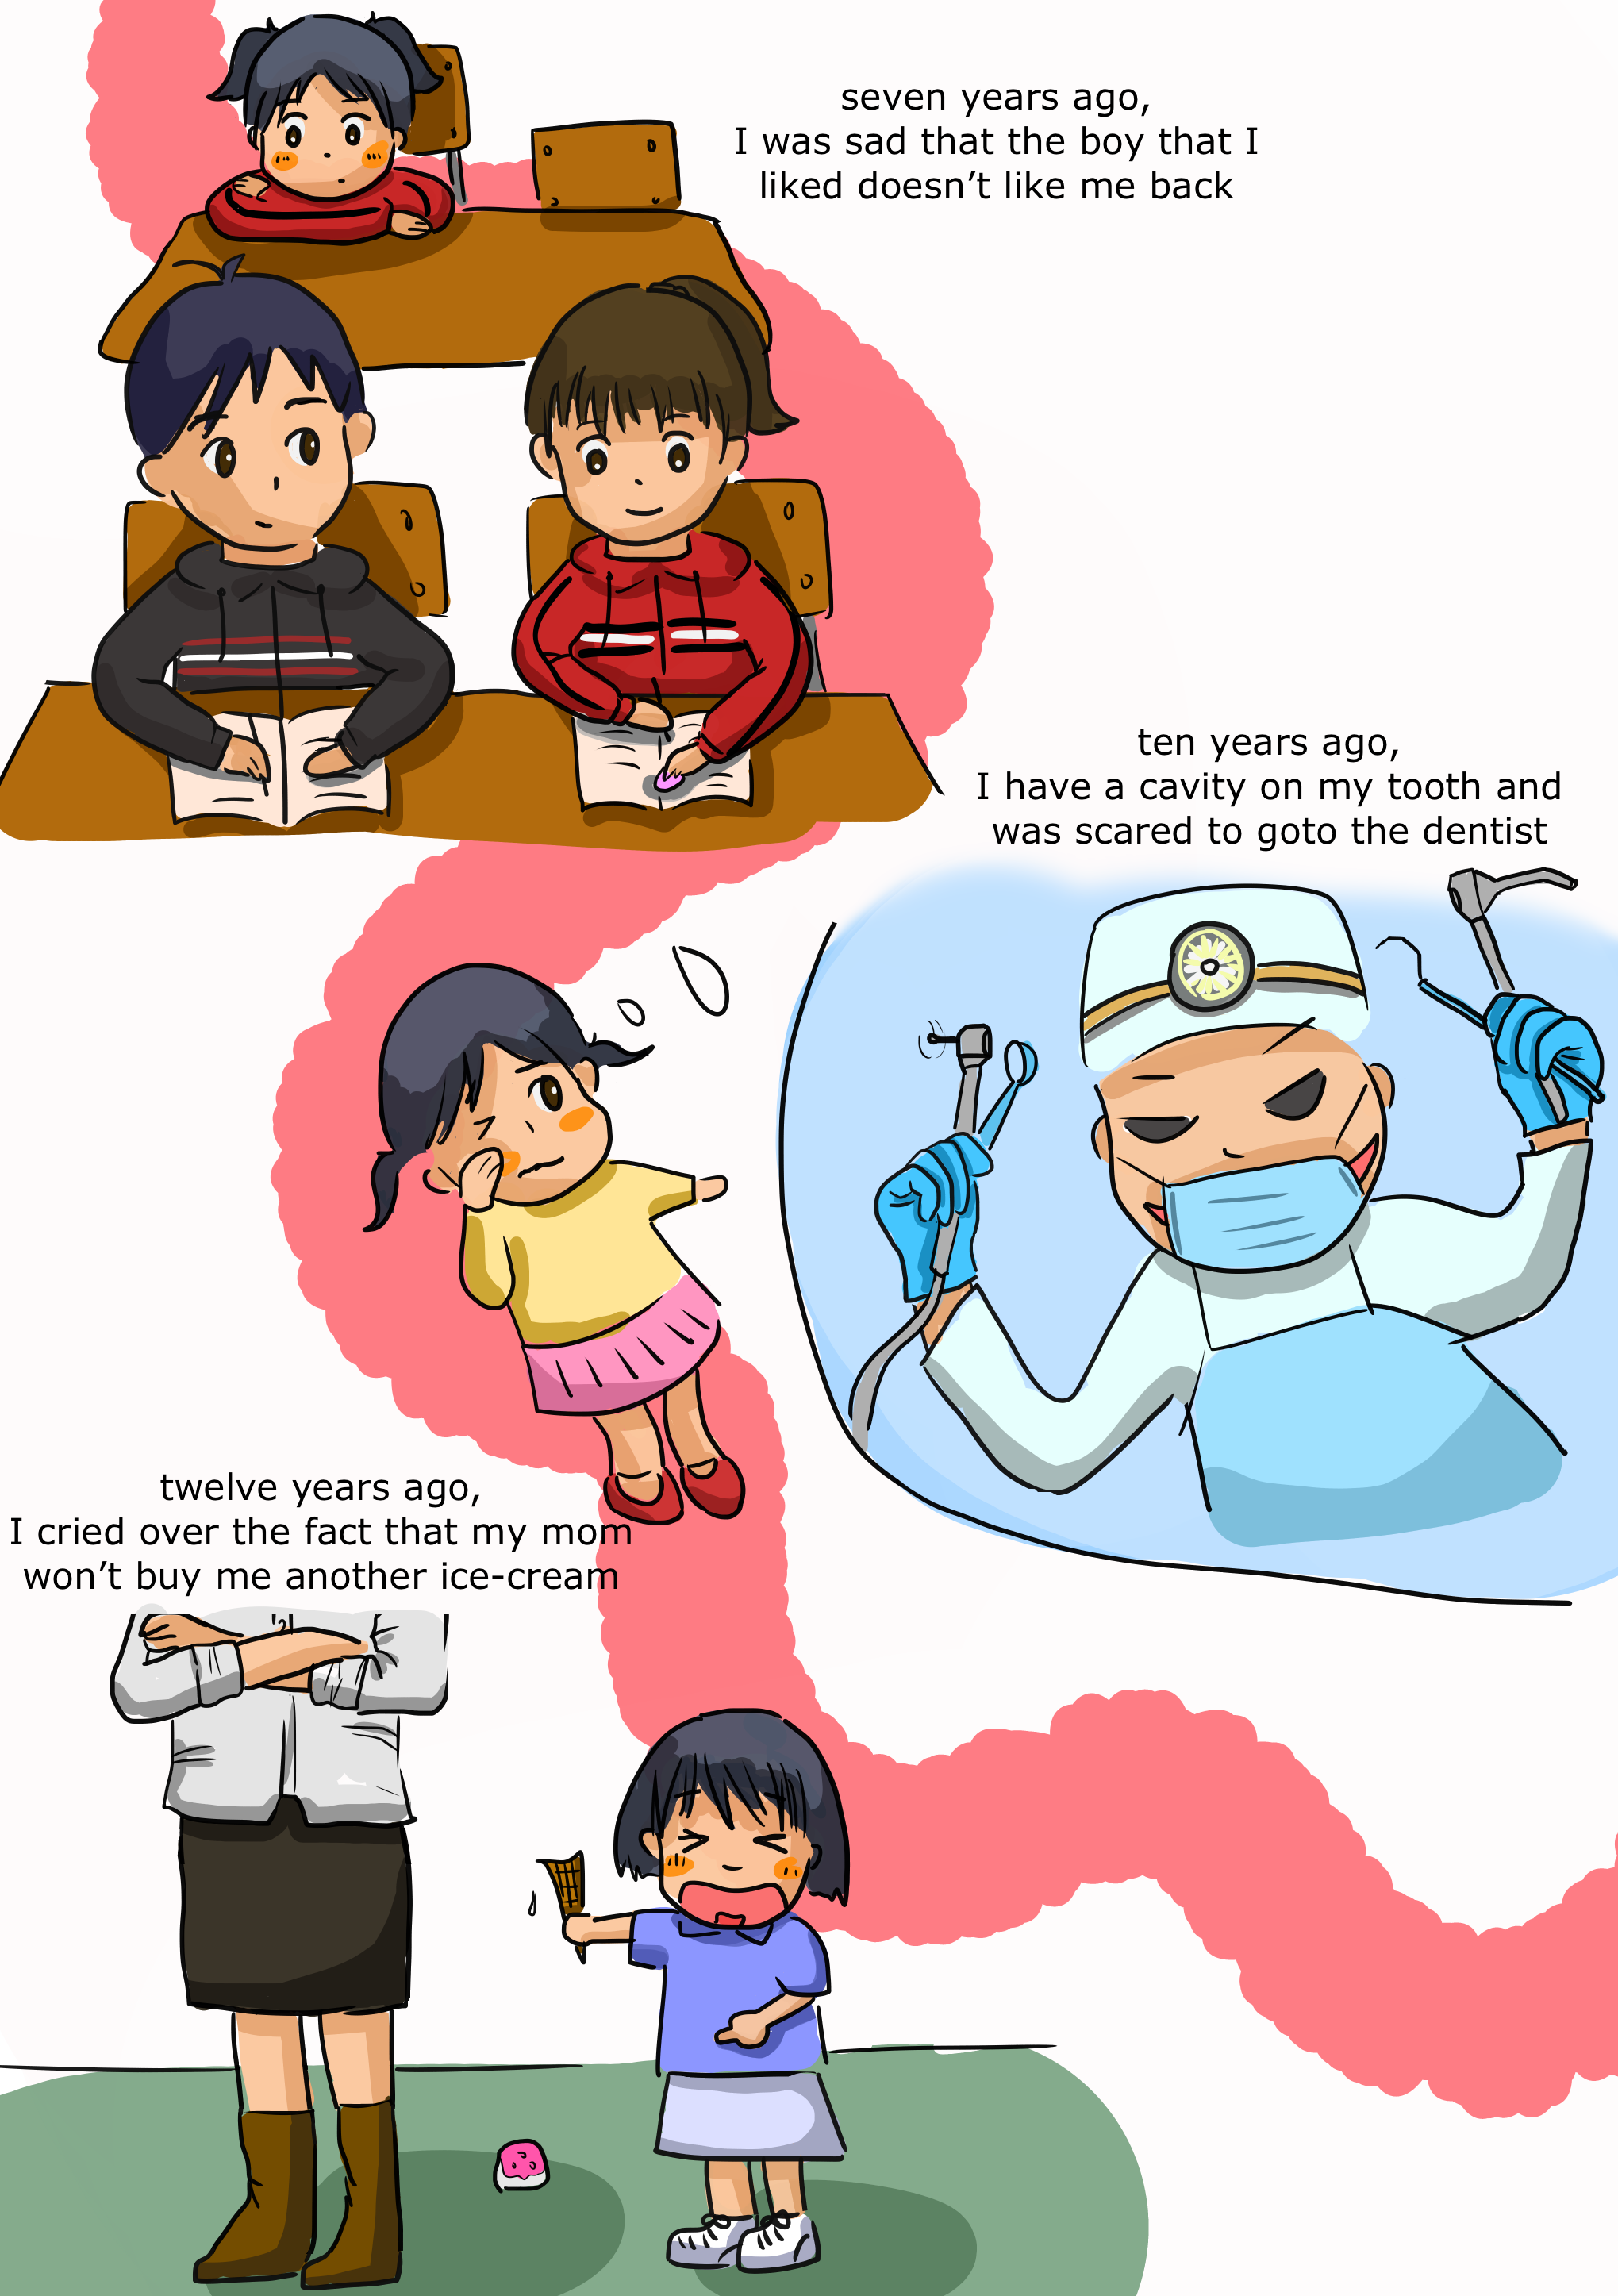 seven years ago,
I was sad that the boy that I
liked doesn't like me back
ten years ago,
I have a cavity on my tooth and
was scared to goto the dentist
twelve years ago,
I cried over the fact that my mom
won't buy me another ice-cream